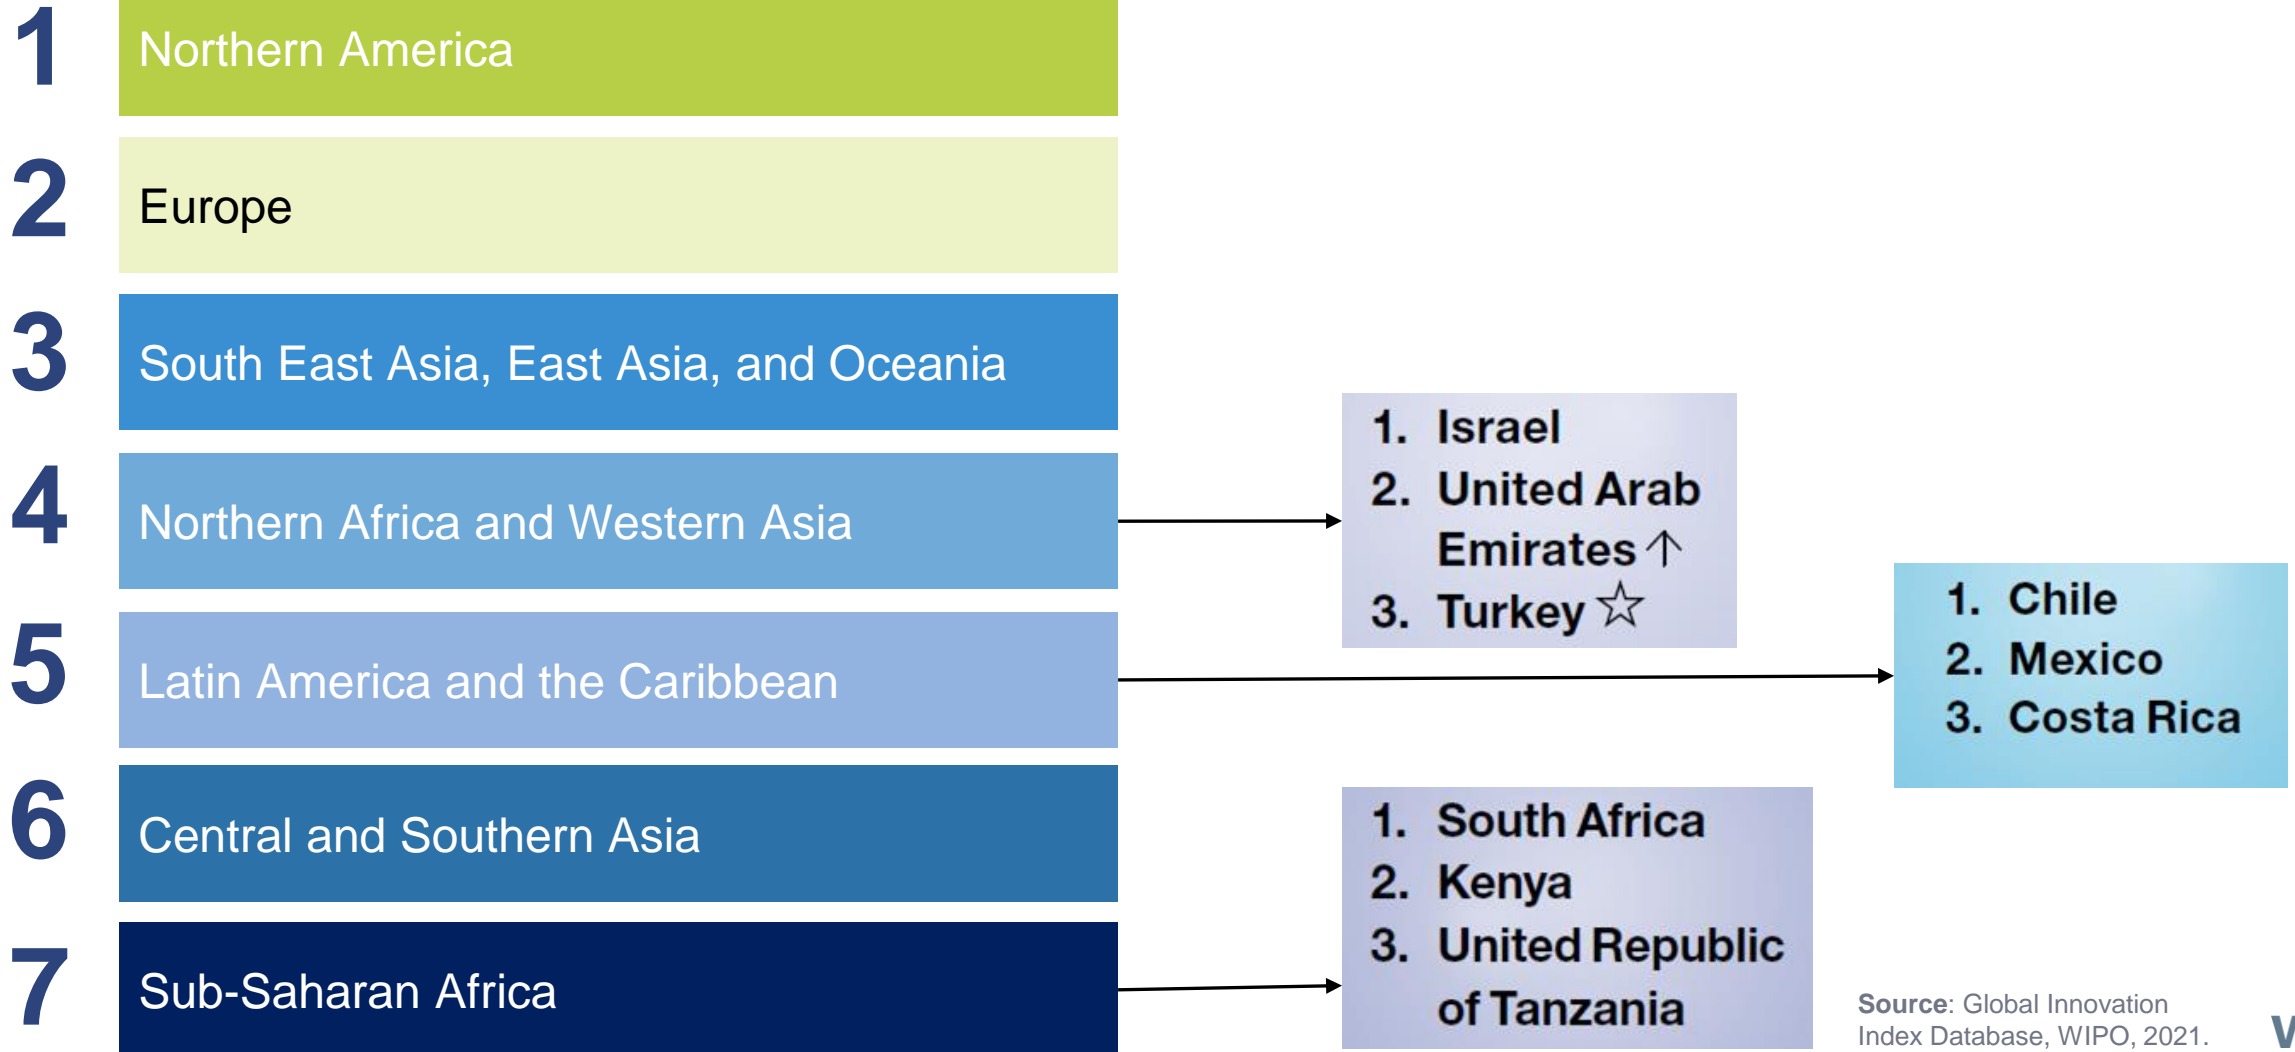 1
Northern America
2
Europe
3
South East Asia, East Asia, and Oceania
4
Northern Africa and Western Asia
5
Latin America and the Caribbean
6
Central and Southern Asia
7
Sub-Saharan Africa
1. Israel
2. United Arab
Emirates ↑
3. Turkey ☆
1. Chile
2. Mexico
3. Costa Rica
1. South Africa
2. Kenya
3. United Republic
of Tanzania
Source: Global Innovation
Index Database, WIPO, 2021.